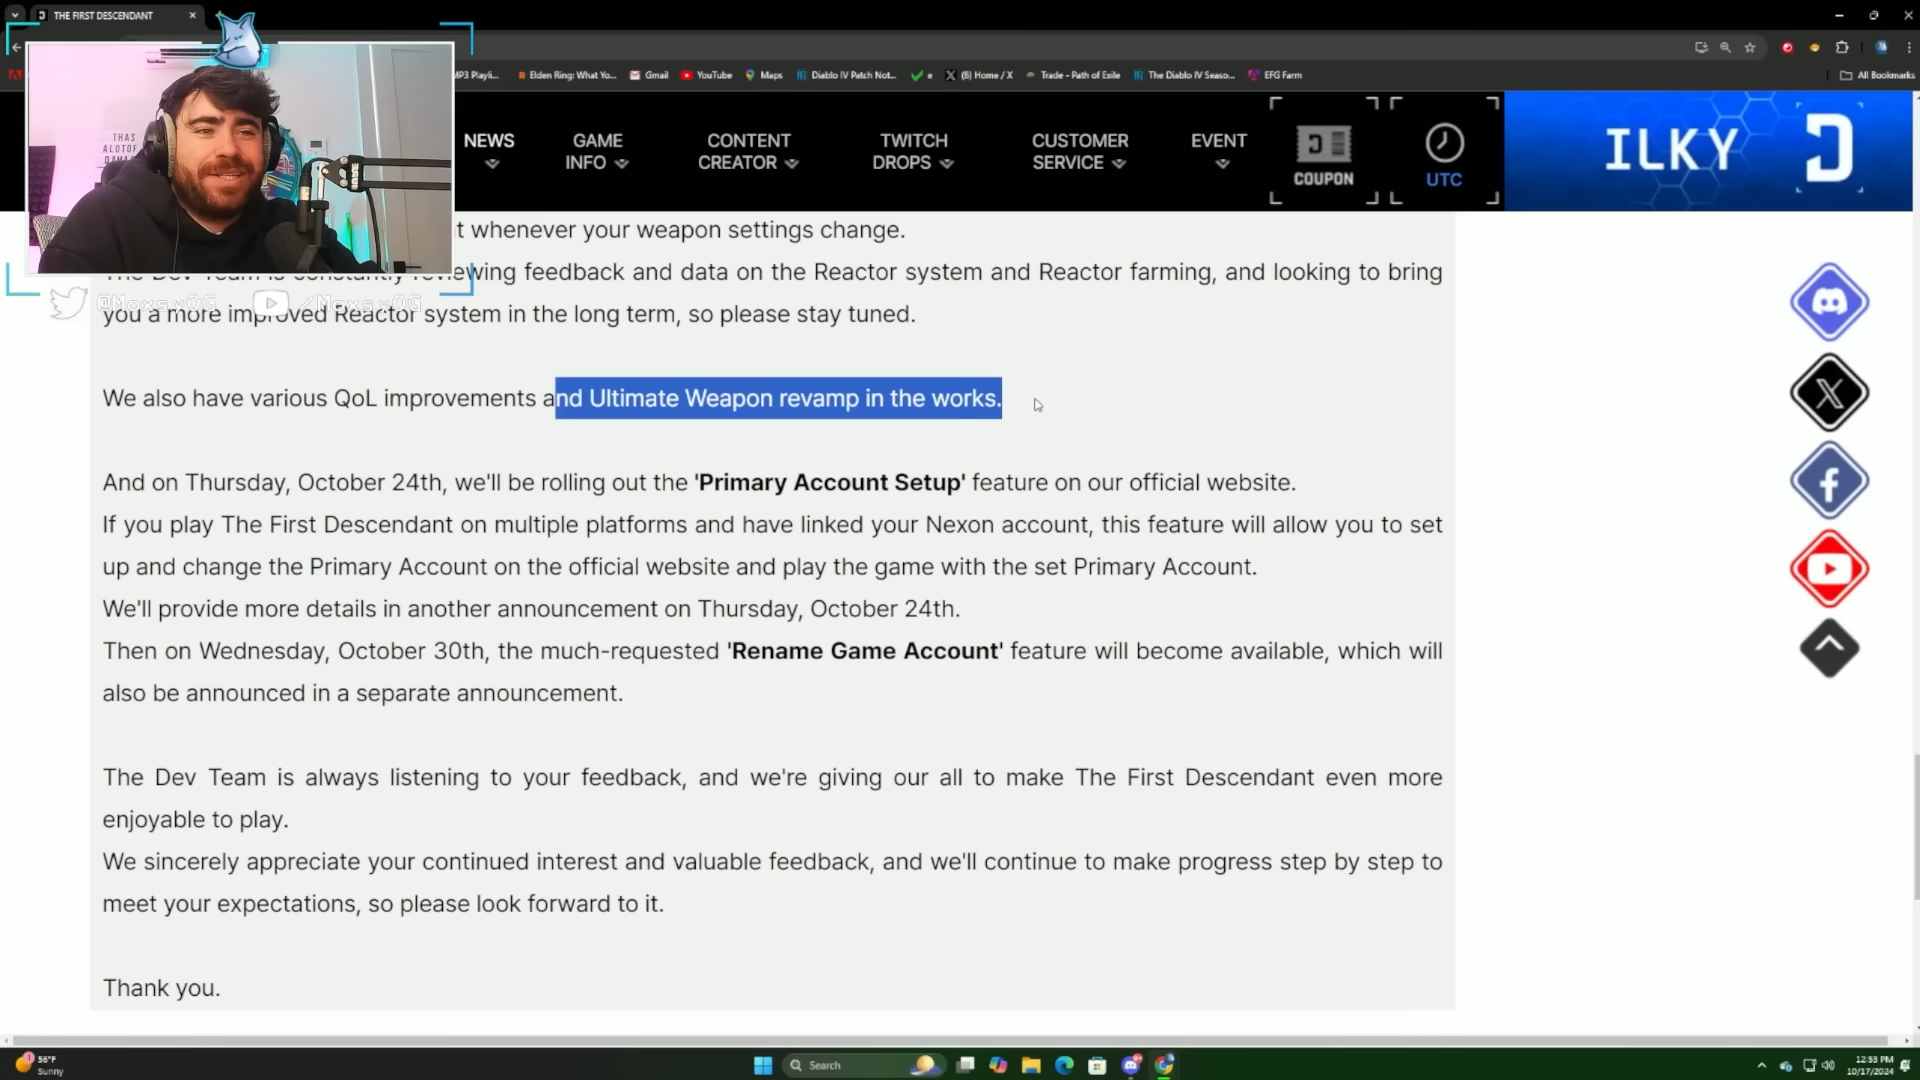 THE FIRST DESCENDANT
MP3 Playli... Elden Ring: What Yo... Gmail YouTube Maps Diablo IV Patch Not... e (8) Home / X Trade - Path of Exile The Diablo IV Seaso... EFG Farm All Bookmarks
THAS
ALOTOF
NEWS GAME INFO CONTENT CREATOR TWITCH DROPS CUSTOMER SERVICE EVENT COUPON UTC ILKY
t whenever your weapon settings change.
The Dev Team is constantly reviewing feedback and data on the Reactor system and Reactor farming, and looking to bring
@MoxsyOG /MoxsyOG
you a more improved Reactor system in the long term, so please stay tuned.
We also have various QoL improvements and Ultimate Weapon revamp in the works.
And on Thursday, October 24th, we'll be rolling out the 'Primary Account Setup' feature on our official website.
If you play The First Descendant on multiple platforms and have linked your Nexon account, this feature will allow you to set
up and change the Primary Account on the official website and play the game with the set Primary Account.
We'll provide more details in another announcement on Thursday, October 24th.
Then on Wednesday, October 30th, the much-requested 'Rename Game Account' feature will become available, which will
also be announced in a separate announcement.
The Dev Team is always listening to your feedback, and we're giving our all to make The First Descendant even more
enjoyable to play.
We sincerely appreciate your continued interest and valuable feedback, and we'll continue to make progress step by step to
meet your expectations, so please look forward to it.
Thank you.
56°F
Sunny
Search
12:53 PM
10/17/2024